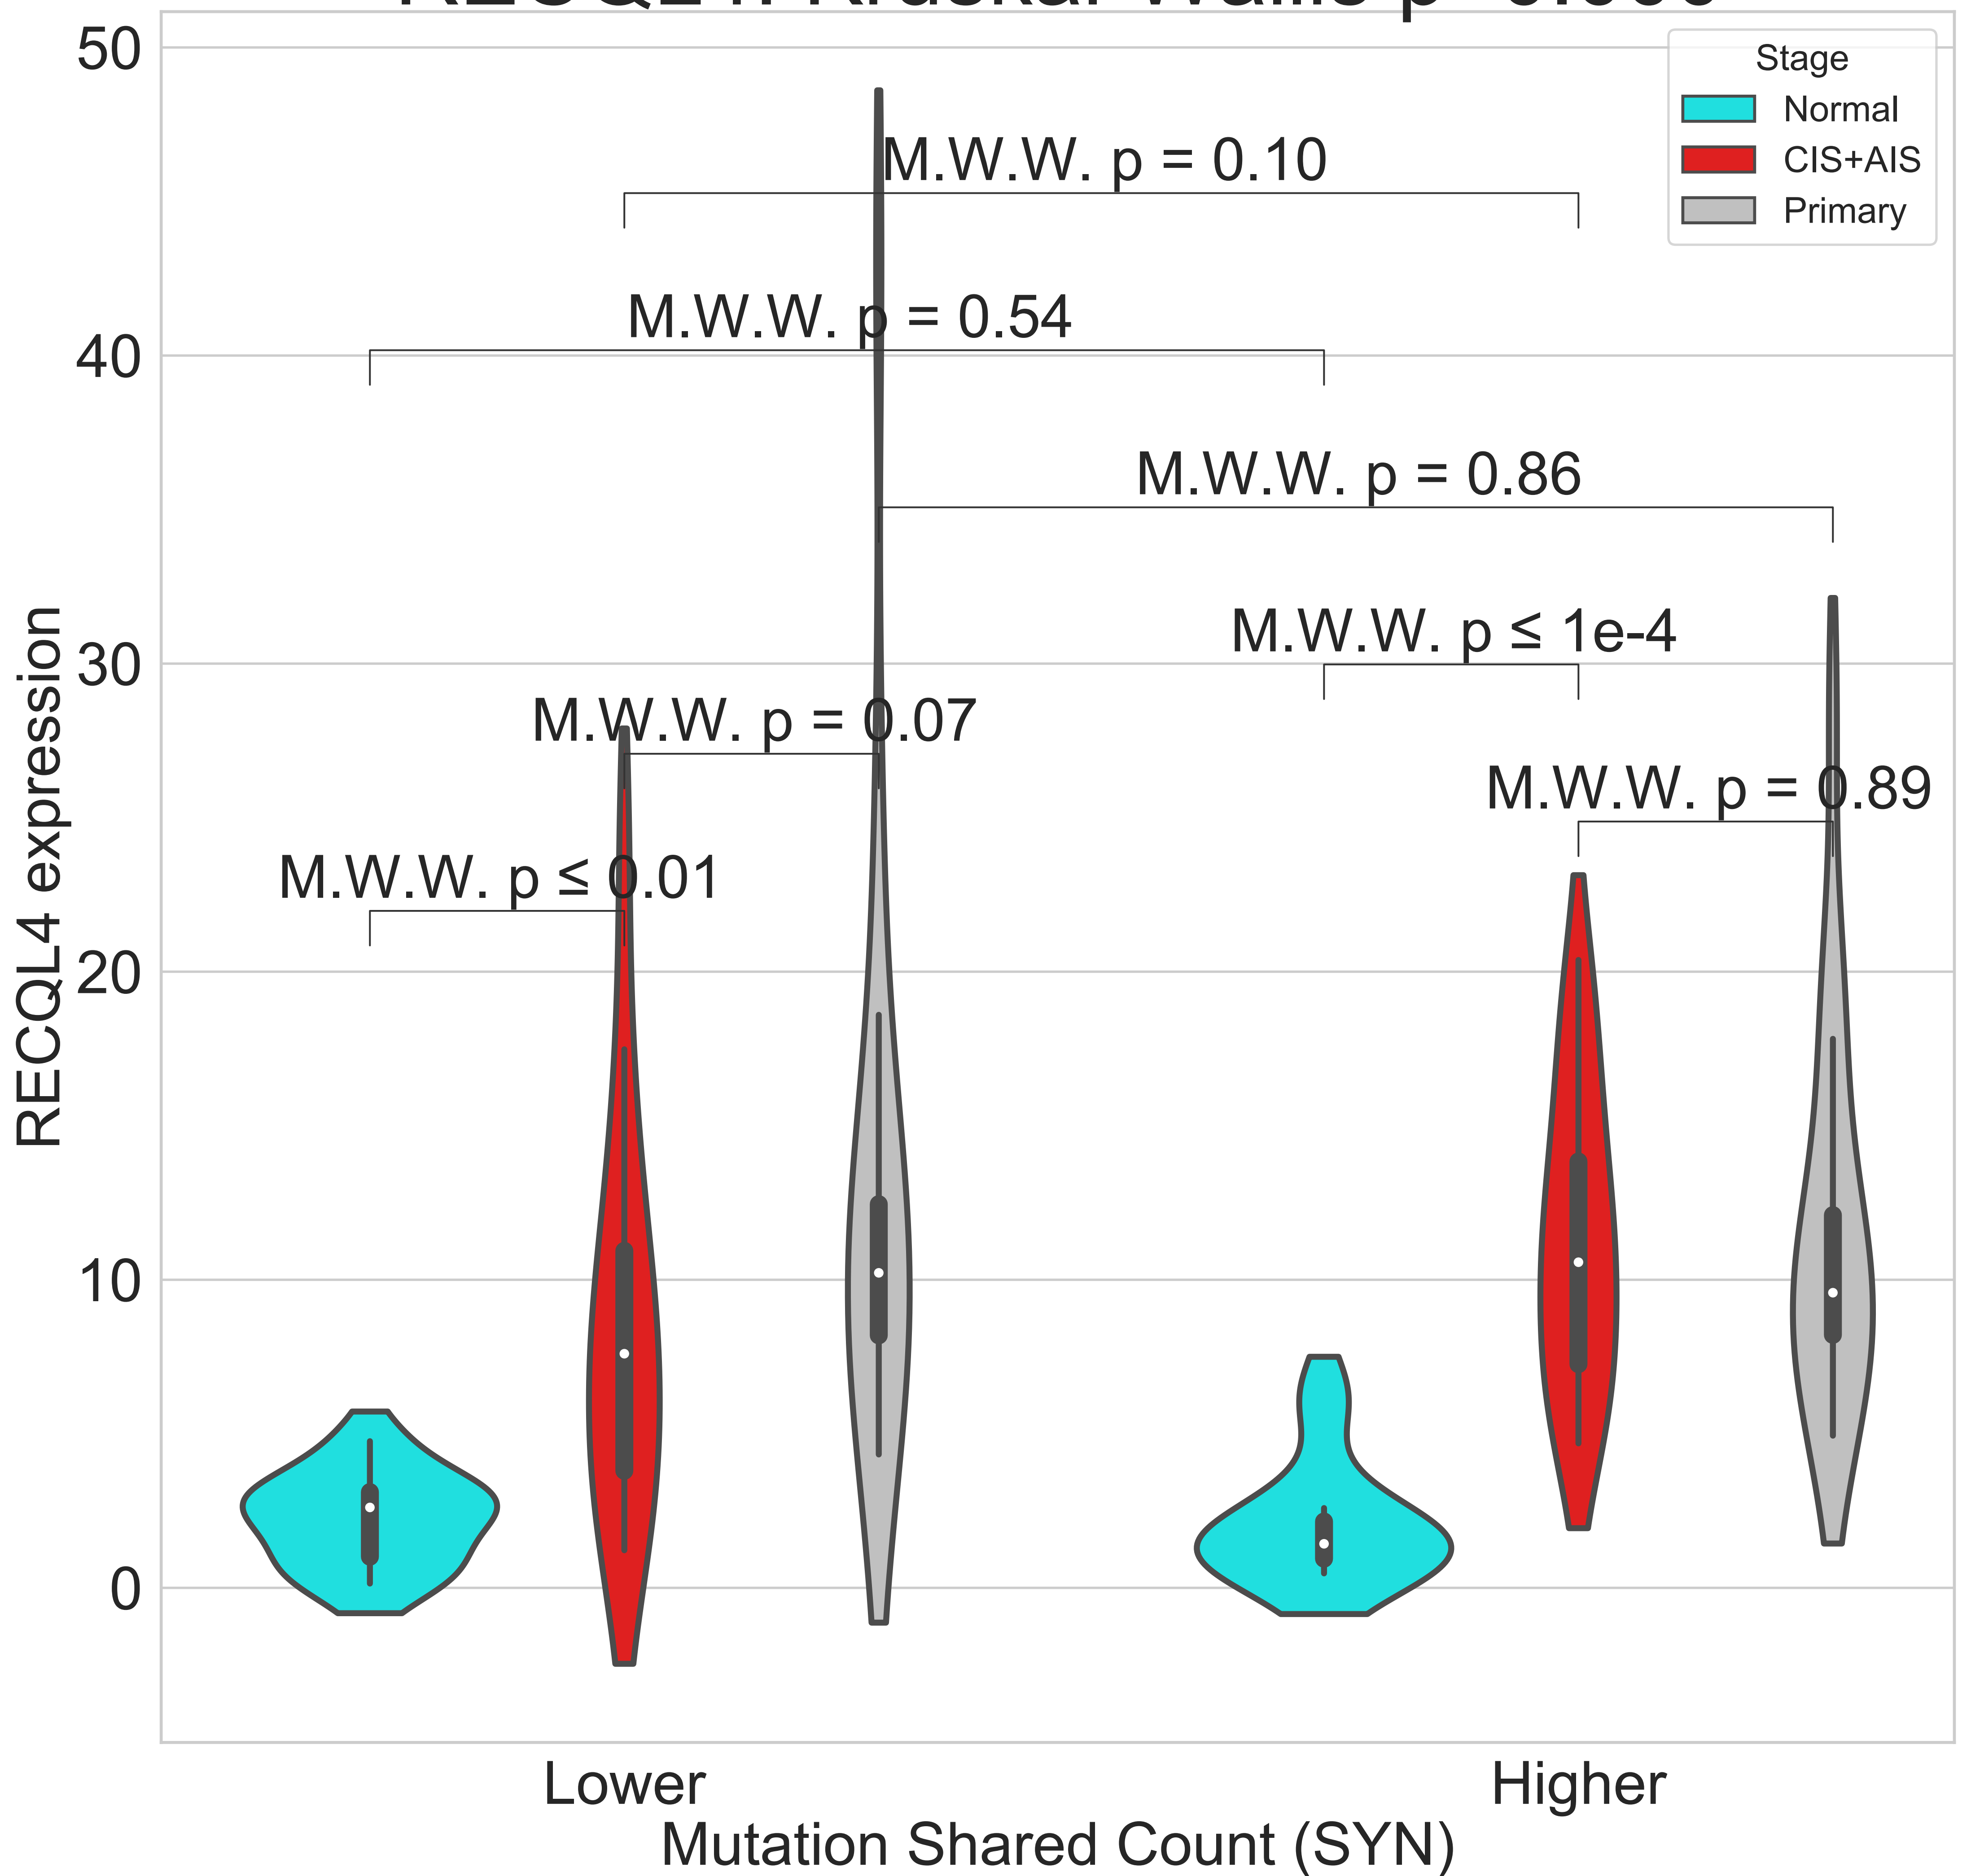 50
40
30
20
10
0
RECQL4 expression
Stage
Normal
CIS+AIS
Primary
M.W.W. p = 0.10
M.W.W. p = 0.54
M.W.W. p = 0.86
M.W.W. p ≤ 1e-4
M.W.W. p = 0.07
M.W.W. p = 0.89
M.W.W. p ≤ 0.01
Lower
Higher
Mutation Shared Count (SYN)